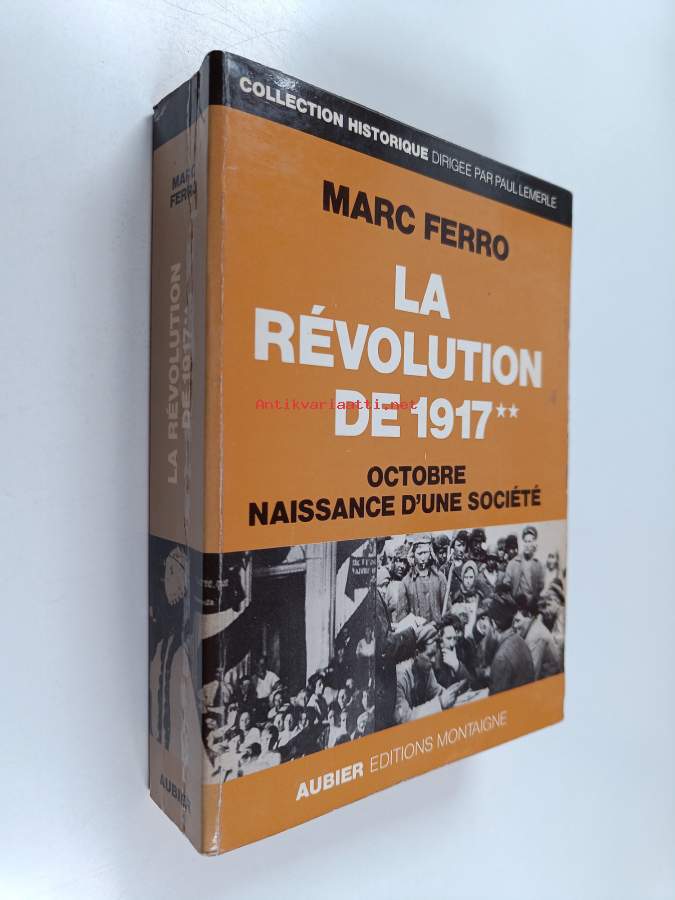 COLLECTION HISTORIQUE DIRIGEE PAR PAUL LEMERLE
MARC FERRO
LA
RÉVOLUTION
DE 1917**
OCTOBRE
NAISSANCE D'UNE SOCIÉTÉ
AUBIER EDITIONS MONTAIGNE
MARC
FERRO
LA RÉVOLUTION
DE 1917**
AUBIER
Antikvariaatti.net